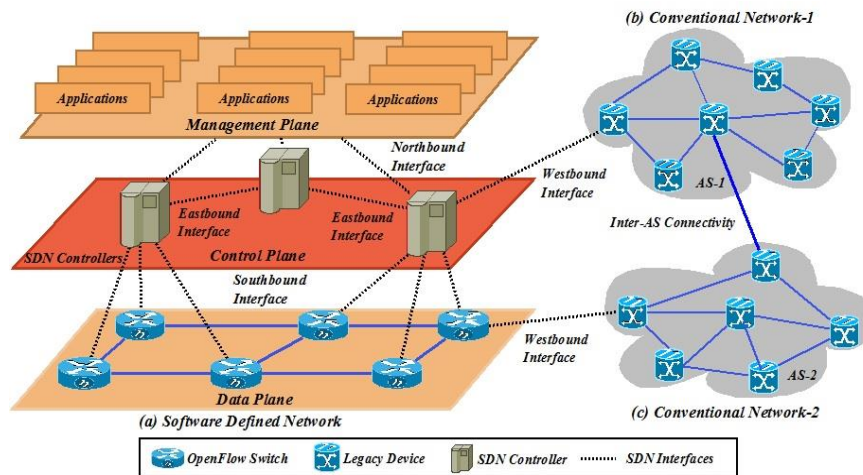 (b) Conventional Network-1
Applications
Applications
Applications
Management Plane
Northbound
Interface
Westbound
Interface
AS-1
Eastbound
Interface
Eastbound
Interface
Inter-AS Connectivity
SDN Controllers
Control Plane
Southbound
Interface
Westbound
Interface
AS-2
Data Plane
(a) Software Defined Network
(c) Conventional Network-2
OpenFlow Switch
Legacy Device
SDN Controller
SDN Interfaces